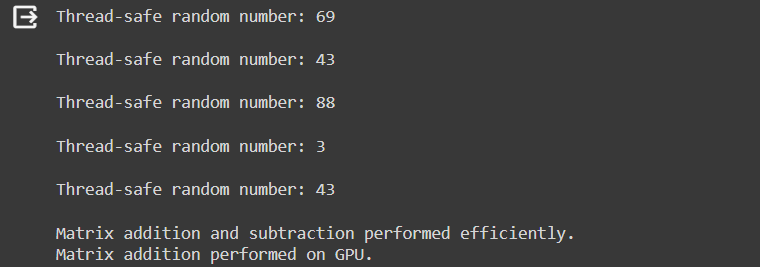 Thread-safe random number: 69
Thread-safe random number: 43
Thread-safe random number: 88
Thread-safe random number: 3
Thread-safe random number: 43
Matrix addition and subtraction performed efficiently.
Matrix addition performed on GPU.